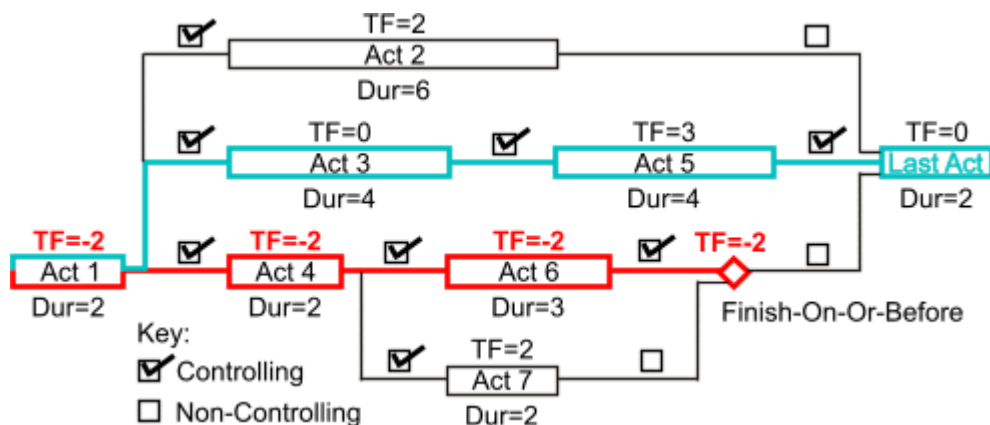 TF=2
Act 2
Dur=6
TF=0
Act 3
Dur=4
TF=3
Act 5
Dur=4
TF=0
Last Act
Dur=2
TF=-2
Act 1
Dur=2
TF=-2
Act 4
Dur=2
TF=-2
Act 6
Dur=3
TF=-2
Finish-On-Or-Before
TF=2
Act 7
Dur=2
Key:
Controlling
Non-Controlling